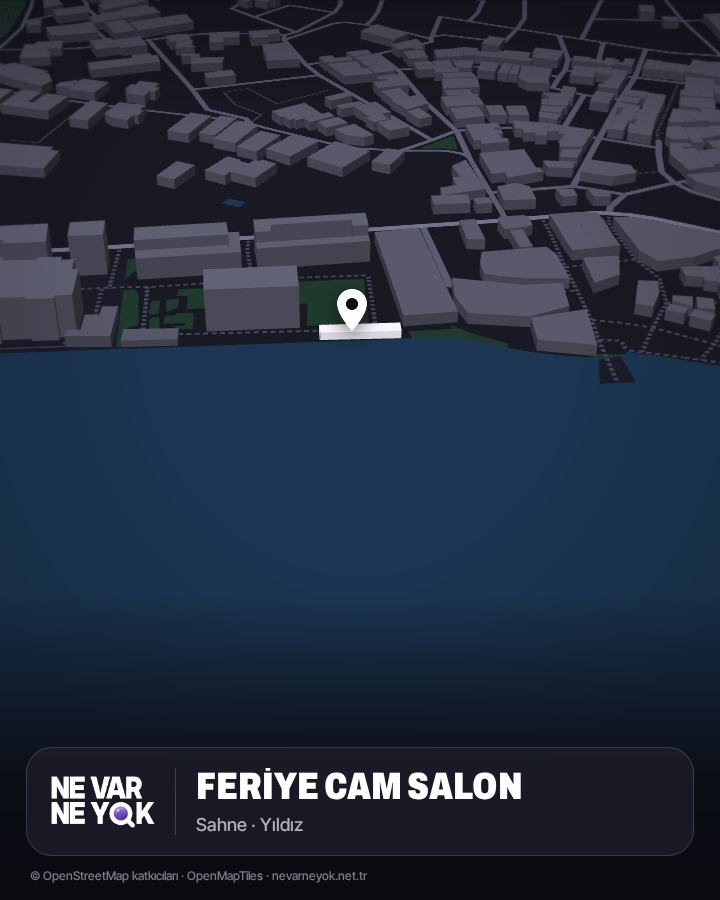 NE VAR
NE YOK
FERİYE CAM SALON
Sahne · Yıldız
© OpenStreetMap katkıcıları · OpenMapTiles · nevarneyok.net.tr